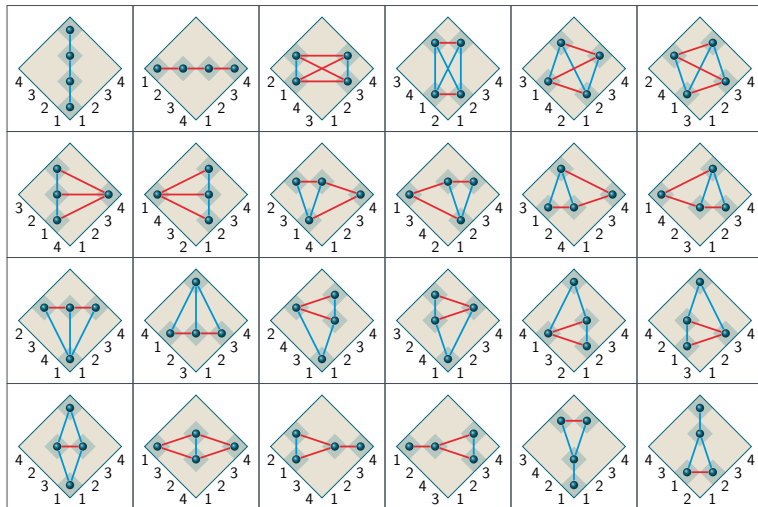 4 4 1 4 2 4 3 4 3 4 2 4
3 3 2 3 1 3 4 3 1 3 4 3
2 2 3 2 4 2 1 2 4 2 1 2
1 1 4 1 3 1 2 1 2 1 3 1
3 4 1 4 2 4 1 4 3 4 1 4
2 3 4 3 3 3 3 3 1 3 4 3
1 2 3 2 1 2 4 2 2 2 2 2
4 1 2 1 4 1 2 1 4 1 3 1
2 4 4 4 2 4 3 4 4 4 4 4
3 3 1 3 4 3 2 3 1 3 2 3
4 2 2 2 3 2 4 2 3 2 1 2
1 1 3 1 1 1 1 1 2 1 3 1
4 4 1 4 2 4 1 4 3 4 4 4
2 3 3 3 1 3 2 3 4 3 3 3
3 2 2 2 3 2 4 2 2 2 1 2
1 1 4 1 4 1 3 1 1 1 2 1